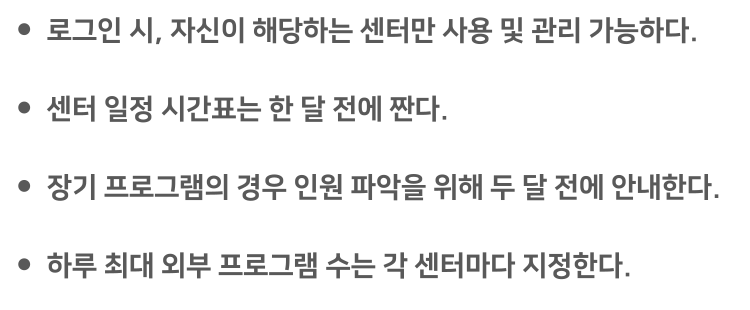 • 로그인 시, 자신이 해당하는 센터만 사용 및 관리 가능하다.
• 센터 일정 시간표는 한 달 전에 짠다.
• 장기 프로그램의 경우 인원 파악을 위해 두 달 전에 안내한다.
• 하루 최대 외부 프로그램 수는 각 센터마다 지정한다.